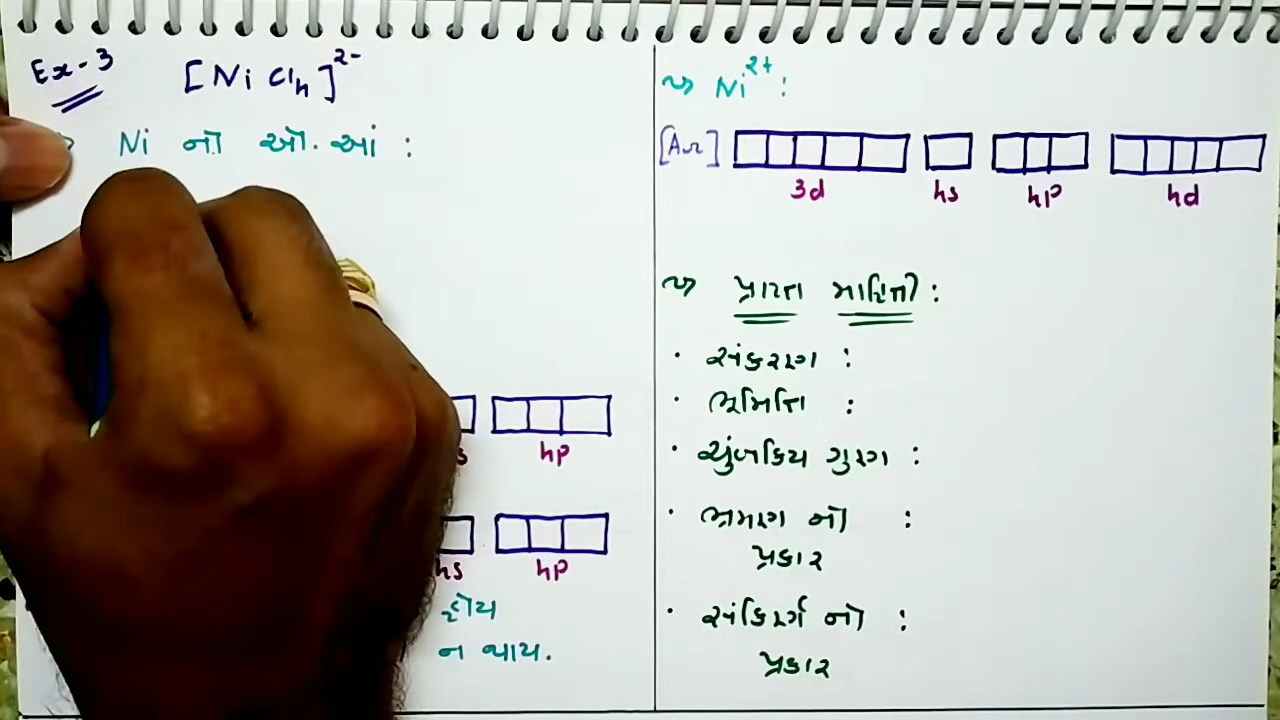 Ex-3 [NiCl₄]²⁻
Ni નો ઓ.આં :
4p
4s 4p
હોય
ન થાય.
⇝ Ni²⁺ :
[Ar]
3d 4s 4p 4d
⇝ પ્રાપ્ત માહિતી :
· સંકરણ :
· ભૂમિતિ :
· ચુંબકિય ગુણ :
· ભ્રમણ નો :
પ્રકાર
· સંકિર્ણ નો :
પ્રકાર